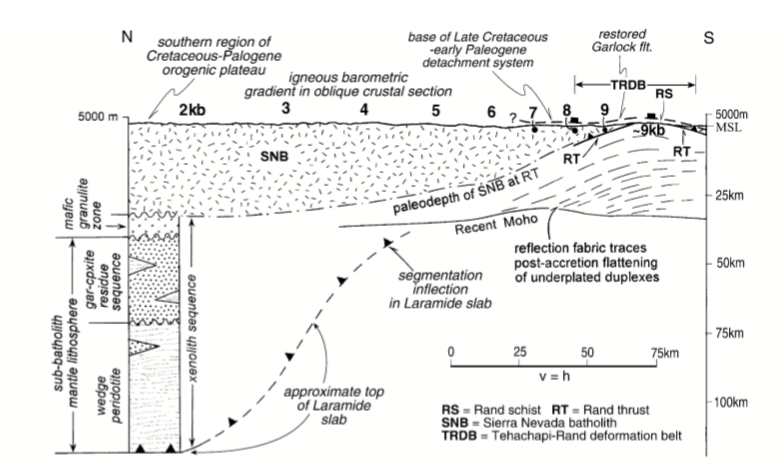 N
S
southern region of
Cretaceous-Palogene
orogenic plateau
igneous barometric
gradient in oblique crustal section
base of Late Cretaceous
-early Paleogene
detachment system
restored
Garlock flt.
TRDB
RS
5000 m
2kb
3
4
5
6
?
7
8
9
~9kb
5000m
MSL
SNB
RT
RT
paleodepth of SNB at RT
25km
Recent Moho
mafic
granulite
zone
reflection fabric traces
post-accretion flattening
of underplated duplexes
50km
segmentation
inflection
in Laramide slab
gar-cpxite
residue
sequence
xenolith sequence
sub-batholith
mantle lithosphere
wedge
peridotite
approximate top
of Laramide
slab
0
25
50
75km
v = h
75km
100km
RS = Rand schist RT = Rand thrust
SNB = Sierra Nevada batholith
TRDB = Tehachapi-Rand deformation belt